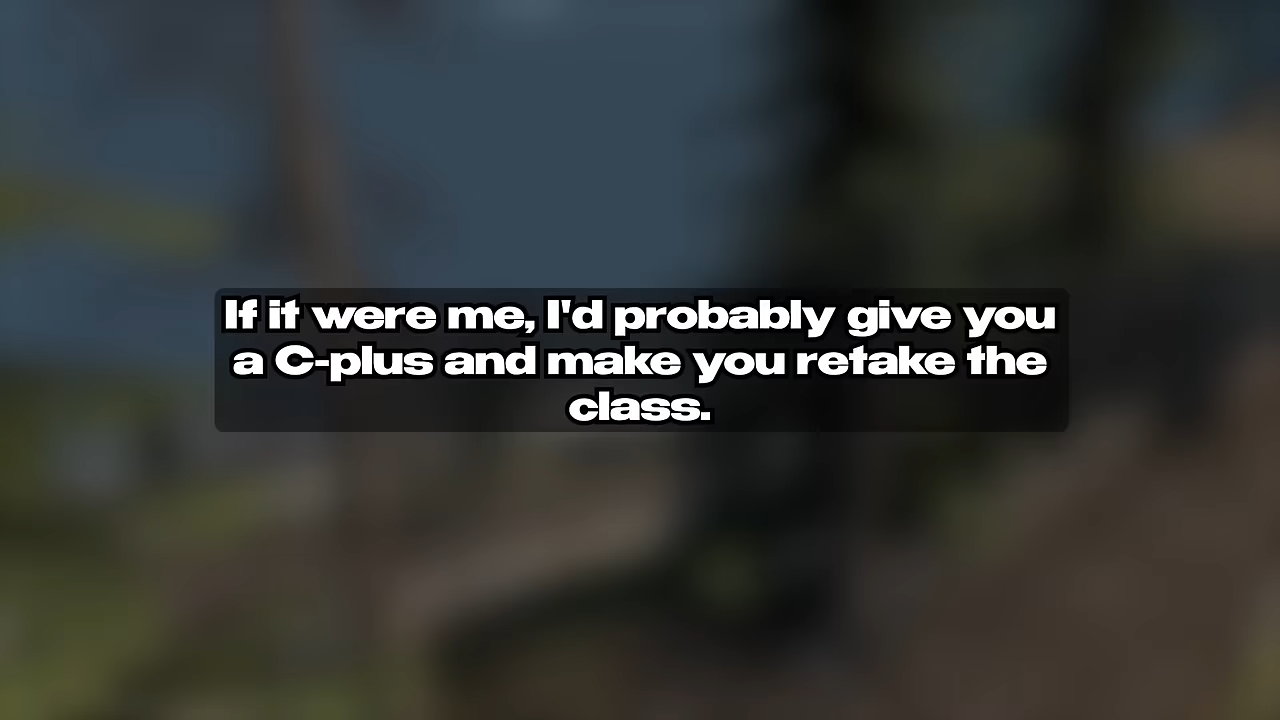 If it were me, I'd probably give you
a C-plus and make you retake the
class.